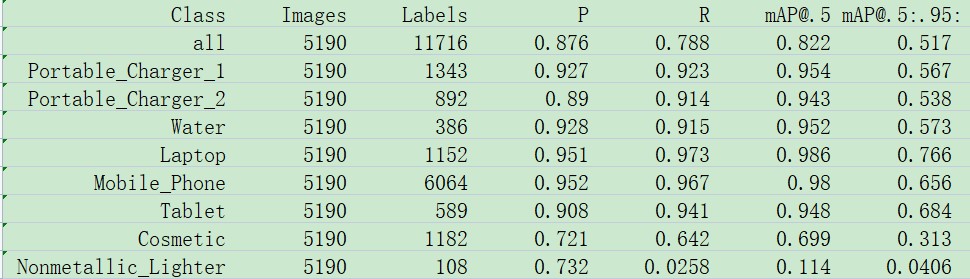 Class Images Labels P R mAP@.5 mAP@.5:.95:
all 5190 11716 0.876 0.788 0.822 0.517
Portable_Charger_1 5190 1343 0.927 0.923 0.954 0.567
Portable_Charger_2 5190 892 0.89 0.914 0.943 0.538
Water 5190 386 0.928 0.915 0.952 0.573
Laptop 5190 1152 0.951 0.973 0.986 0.766
Mobile_Phone 5190 6064 0.952 0.967 0.98 0.656
Tablet 5190 589 0.908 0.941 0.948 0.684
Cosmetic 5190 1182 0.721 0.642 0.699 0.313
Nonmetallic_Lighter 5190 108 0.732 0.0258 0.114 0.0406